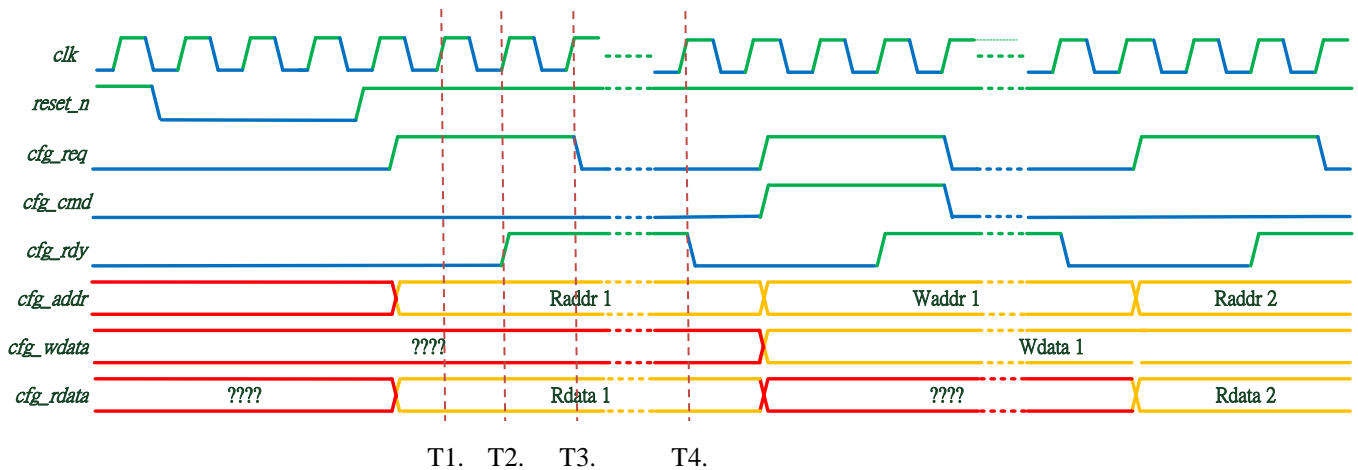 clk
reset_n
cfg_req
cfg_cmd
cfg_rdy
cfg_addr Raddr 1 Waddr 1 Raddr 2
cfg_wdata ???? Wdata 1
cfg_rdata ???? Rdata 1 ???? Rdata 2
T1. T2. T3. T4.